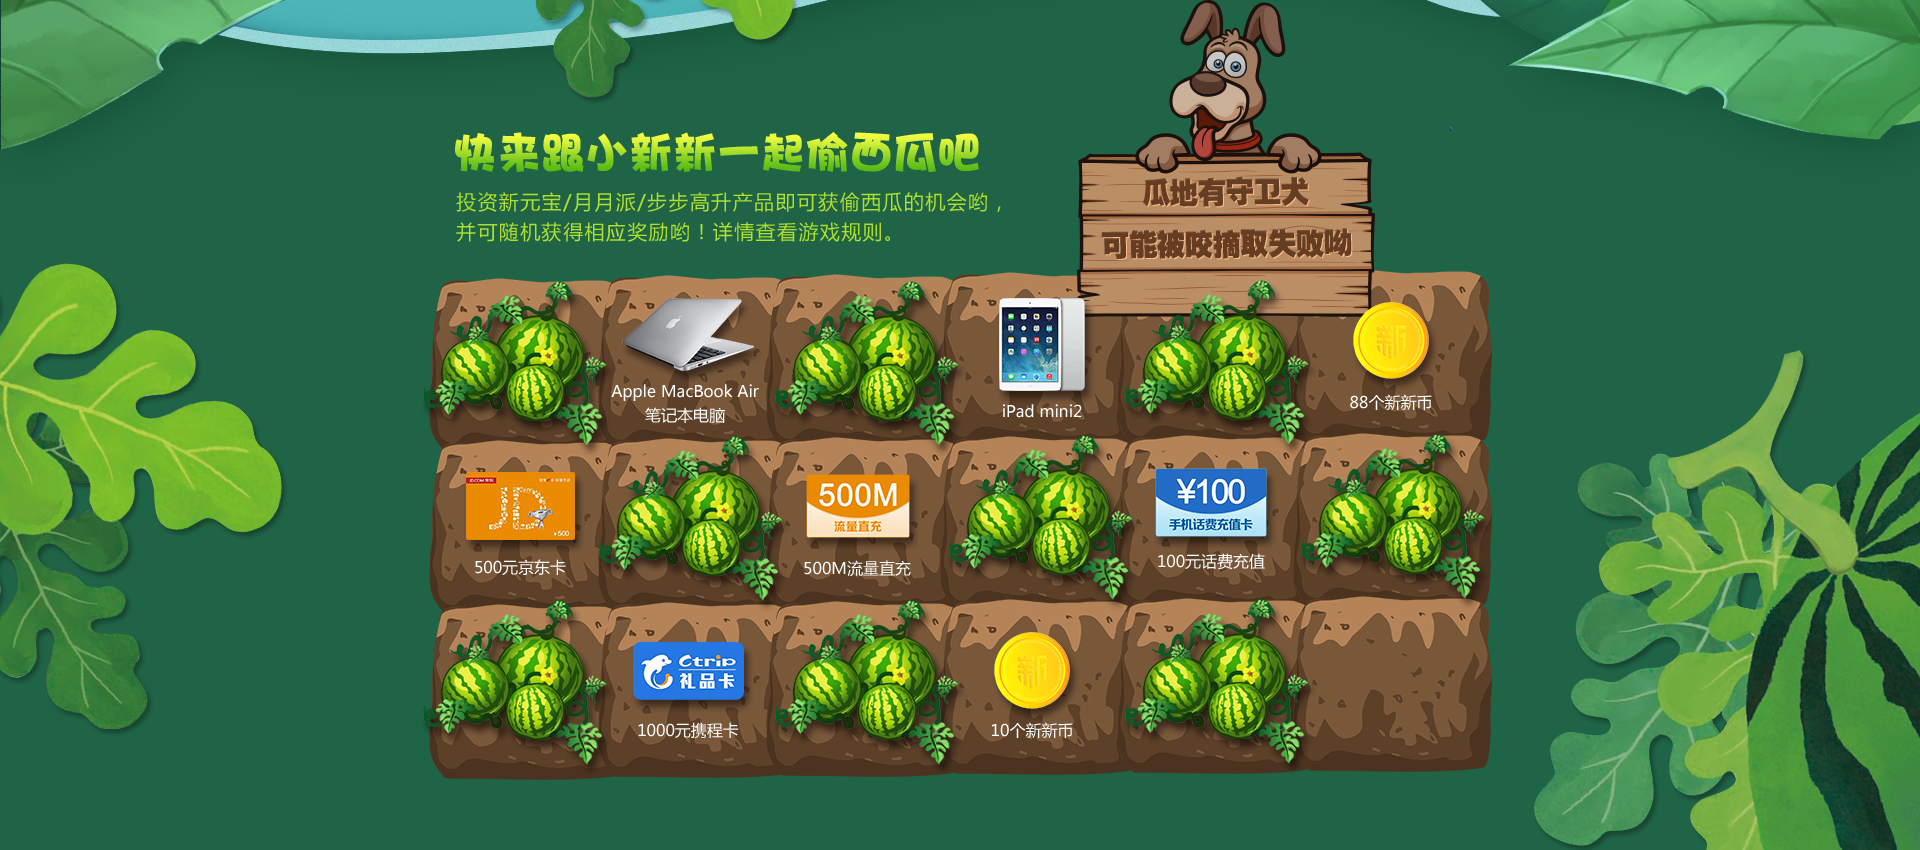 快来跟小新新一起偷西瓜吧
投资新元宝/月月派/步步高升产品即可获偷西瓜的机会哟，
并可随机获得相应奖励哟！详情查看游戏规则。
瓜地有守卫犬
可能被咬摘取失败呦
Apple MacBook Air
笔记本电脑
iPad mini2
新
88个新新币
JD
¥500
500元京东卡
500M
流量直充
500M流量直充
¥100
手机话费充值卡
100元话费充值
Ctrip
礼品卡
1000元携程卡
新
10个新新币